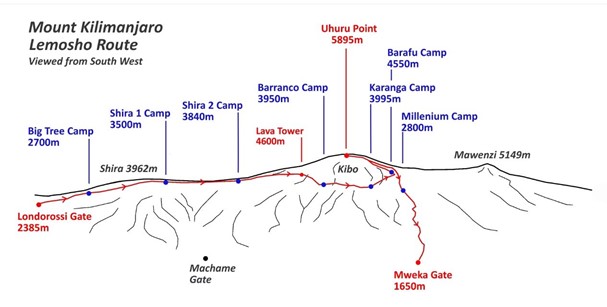 Mount Kilimanjaro
Lemosho Route
Viewed from South West
Uhuru Point
5895m
Barafu Camp
4550m
Barranco Camp
3950m
Karanga Camp
3995m
Shira 2 Camp
3840m
Shira 1 Camp
3500m
Big Tree Camp
2700m
Lava Tower
4600m
Millenium Camp
2800m
Shira 3962m
Kibo
Mawenzi 5149m
Londorossi Gate
2385m
Machame
Gate
Mweka Gate
1650m